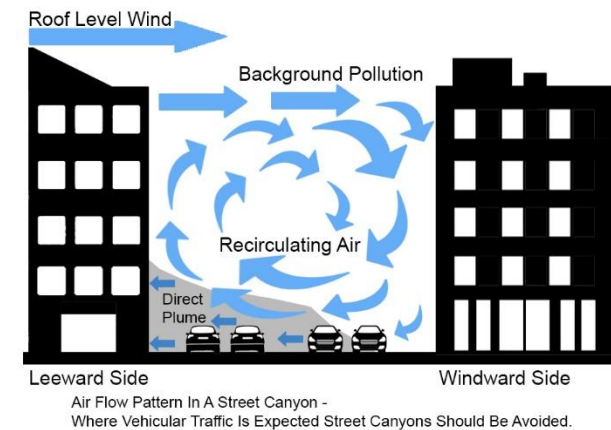 Roof Level Wind
Background Pollution
Recirculating Air
Direct
Plume
Leeward Side
Windward Side
Air Flow Pattern In A Street Canyon -
Where Vehicular Traffic Is Expected Street Canyons Should Be Avoided.